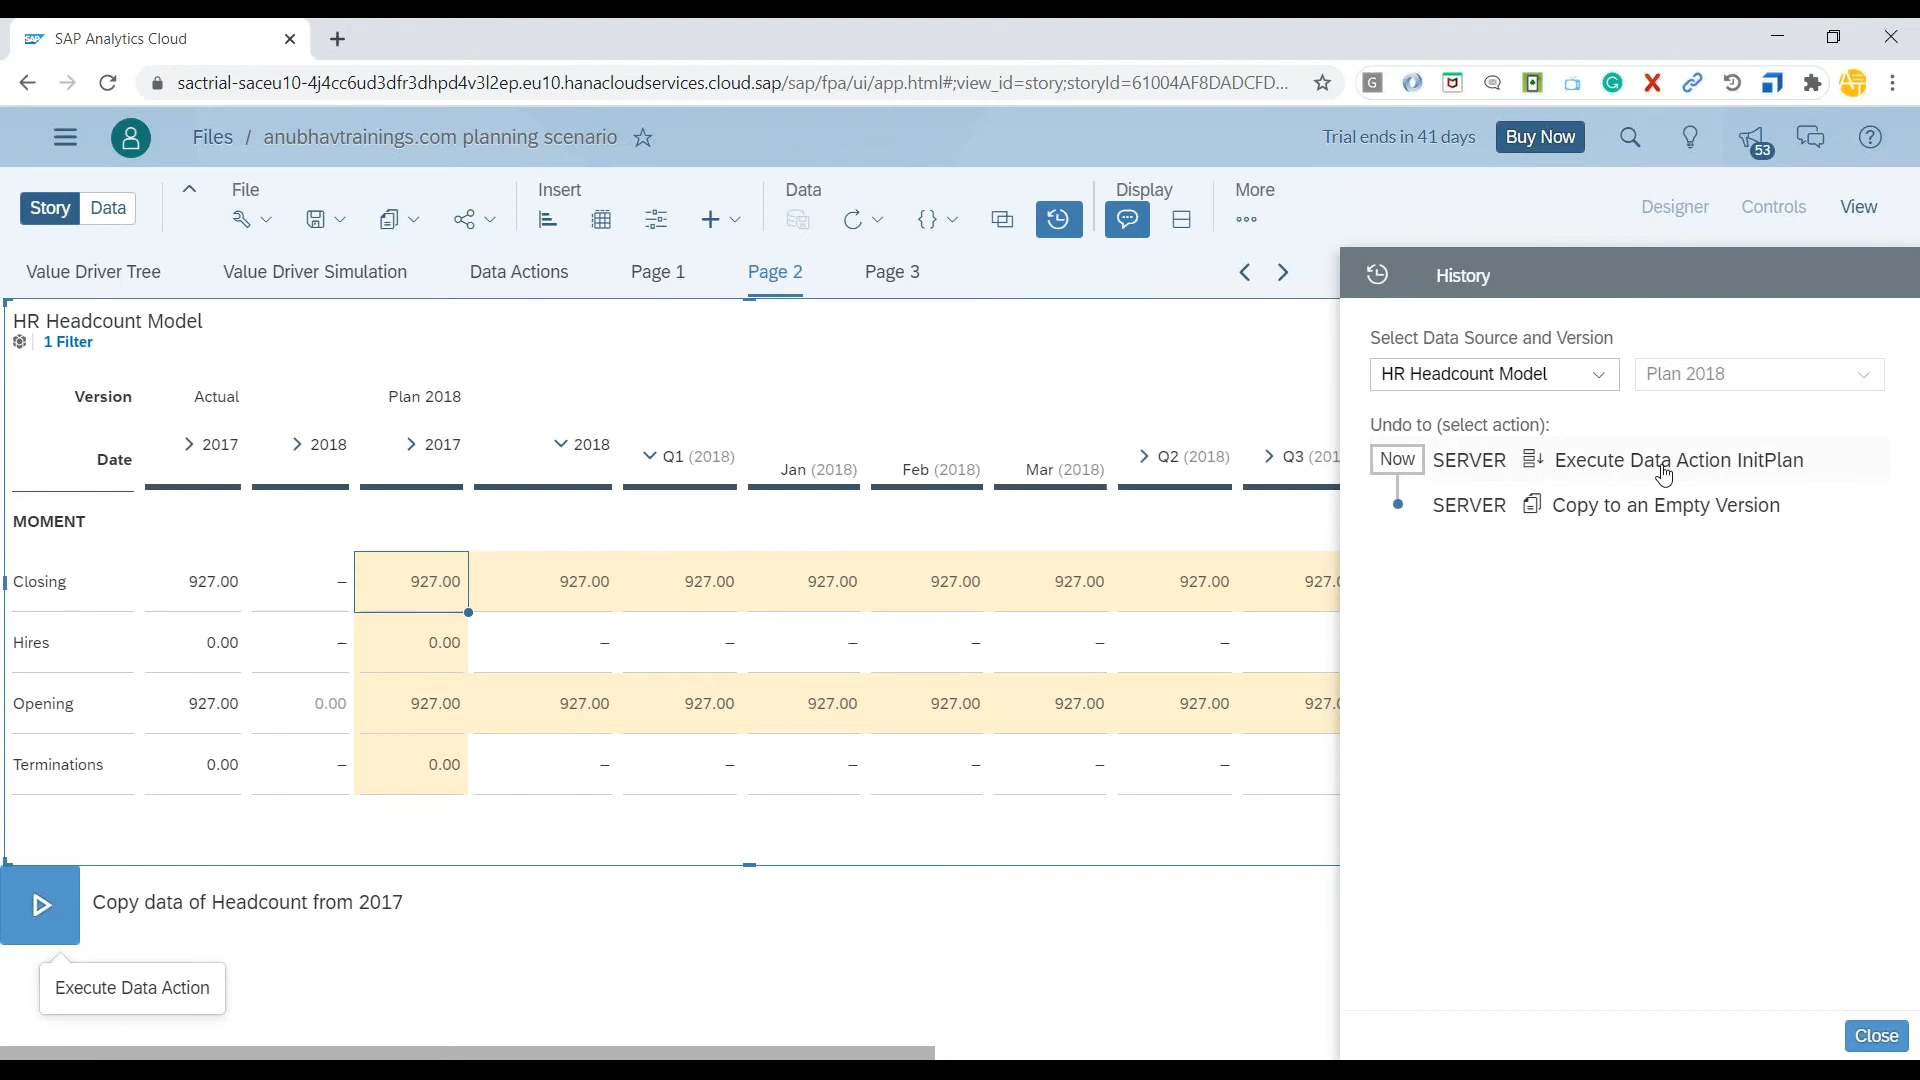 SAP Analytics Cloud
sactrial-saceu10-4j4cc6ud3dfr3dhpd4v3l2ep.eu10.hanacloudservices.cloud.sap/sap/fpa/ui/app.html#;view_id=story;storyId=61004AF8DADCFD...
Files / anubhavtrainings.com planning scenario
Trial ends in 41 days Buy Now 53
Story Data
File Insert Data Display More
Designer Controls View
Value Driver Tree Value Driver Simulation Data Actions Page 1 Page 2 Page 3
HR Headcount Model
1 Filter
Version Actual Plan 2018
Date 2017 2018 2017 2018 Q1 (2018) Jan (2018) Feb (2018) Mar (2018) Q2 (2018) Q3 (201
MOMENT
Closing 927.00 – 927.00 927.00 927.00 927.00 927.00 927.00 927.00 927.0
Hires 0.00 – 0.00 – – – – – –
Opening 927.00 0.00 927.00 927.00 927.00 927.00 927.00 927.00 927.00 927.0
Terminations 0.00 – 0.00 – – – – – –
Copy data of Headcount from 2017
Execute Data Action
History
Select Data Source and Version
HR Headcount Model Plan 2018
Undo to (select action):
Now SERVER Execute Data Action InitPlan
SERVER Copy to an Empty Version
Close